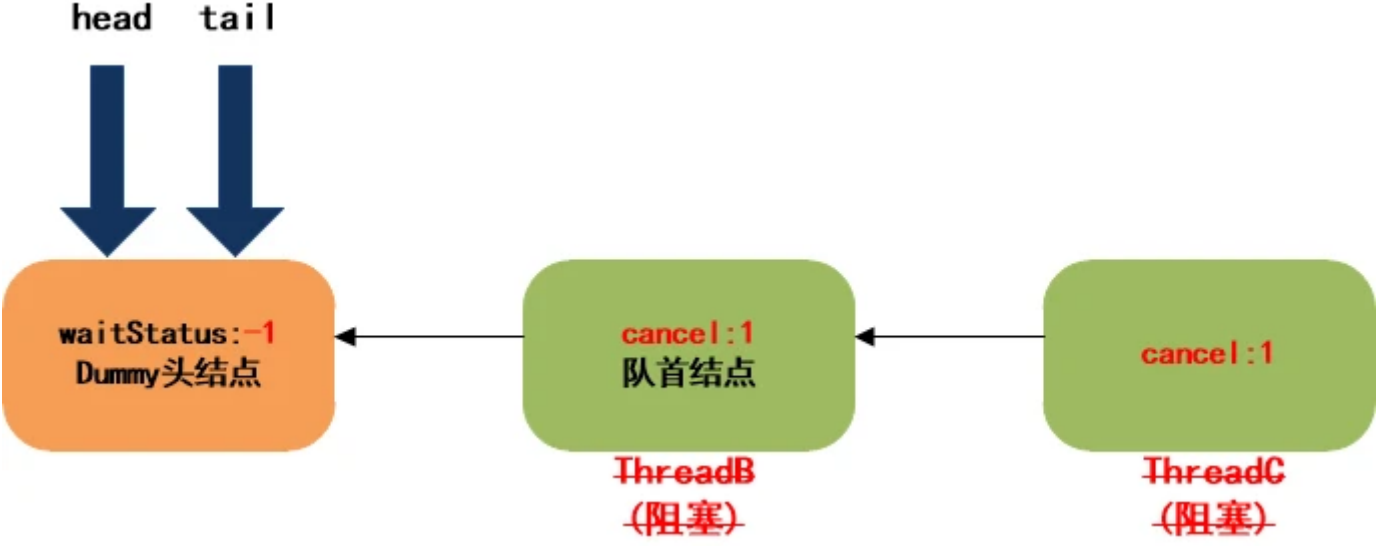 head tail
waitStatus:-1
Dummy头结点
cancel:1
队首结点
ThreadB
(阻塞)
cancel:1
ThreadC
(阻塞)